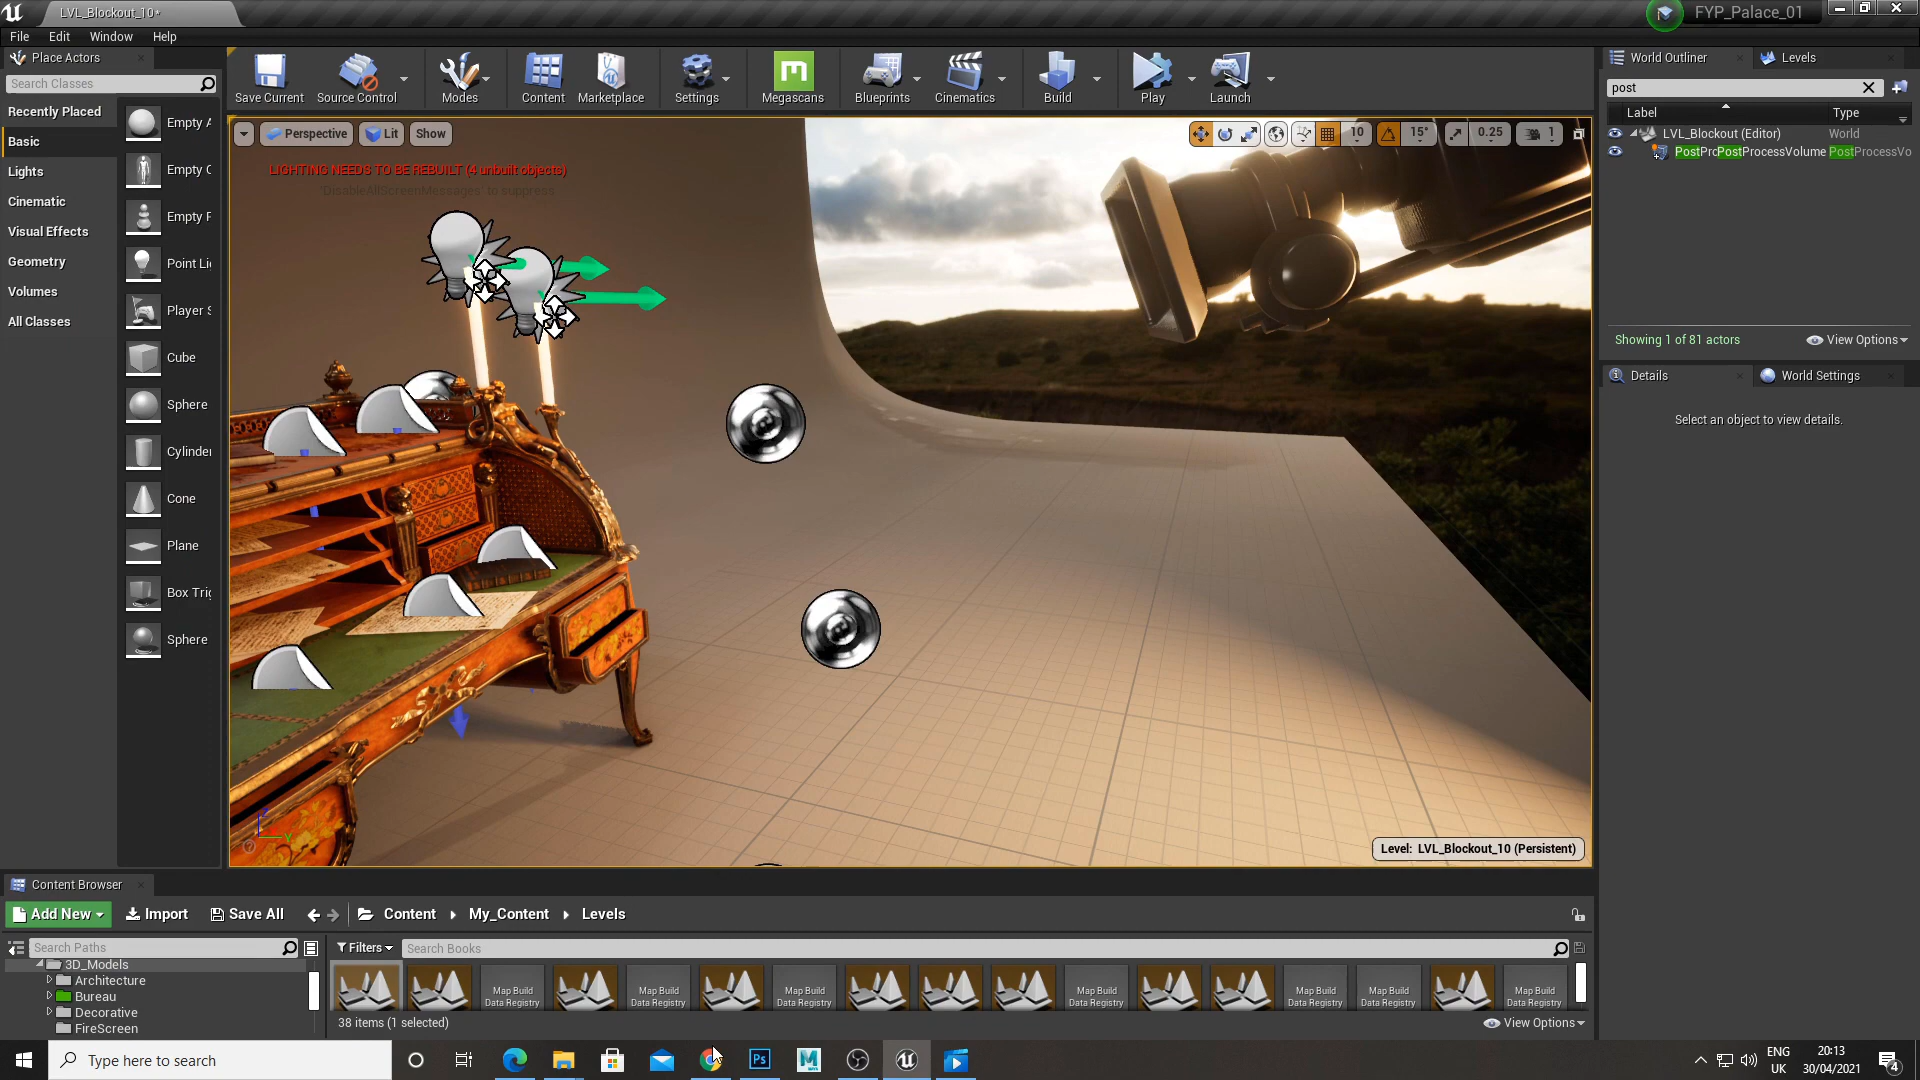 LVL_Blockout_10*
FYP_Palace_01
File Edit Window Help
Place Actors
Search Classes
Recently Placed
Basic
Lights
Cinematic
Visual Effects
Geometry
Volumes
All Classes
Empty A
Empty C
Empty P
Point Li
Player S
Cube
Sphere
Cylinder
Cone
Plane
Box Trig
Sphere
Save Current
Source Control
Modes
Content
Marketplace
Settings
Megascans
Blueprints
Cinematics
Build
Play
Launch
Perspective
Lit
Show
10
15°
0.25
1
LIGHTING NEEDS TO BE REBUILT (4 unbuilt objects)
'DisableAllScreenMessages' to suppress
Level: LVL_Blockout_10 (Persistent)
World Outliner
Levels
post
Label
Type
LVL_Blockout (Editor) World
PostPrcPostProcessVolume PostProcessVo
Showing 1 of 81 actors
View Options
Details
World Settings
Select an object to view details.
Content Browser
Add New
Import
Save All
Content
My_Content
Levels
Search Paths
Filters
Search Books
3D_Models
Architecture
Bureau
Decorative
FireScreen
Map Build Data Registry
Map Build Data Registry
Map Build Data Registry
Map Build Data Registry
Map Build Data Registry
Map Build Data Registry
Map Build Data Registry
38 items (1 selected)
View Options
Type here to search
Ps
M
ENG
UK
20:13
30/04/2021
4